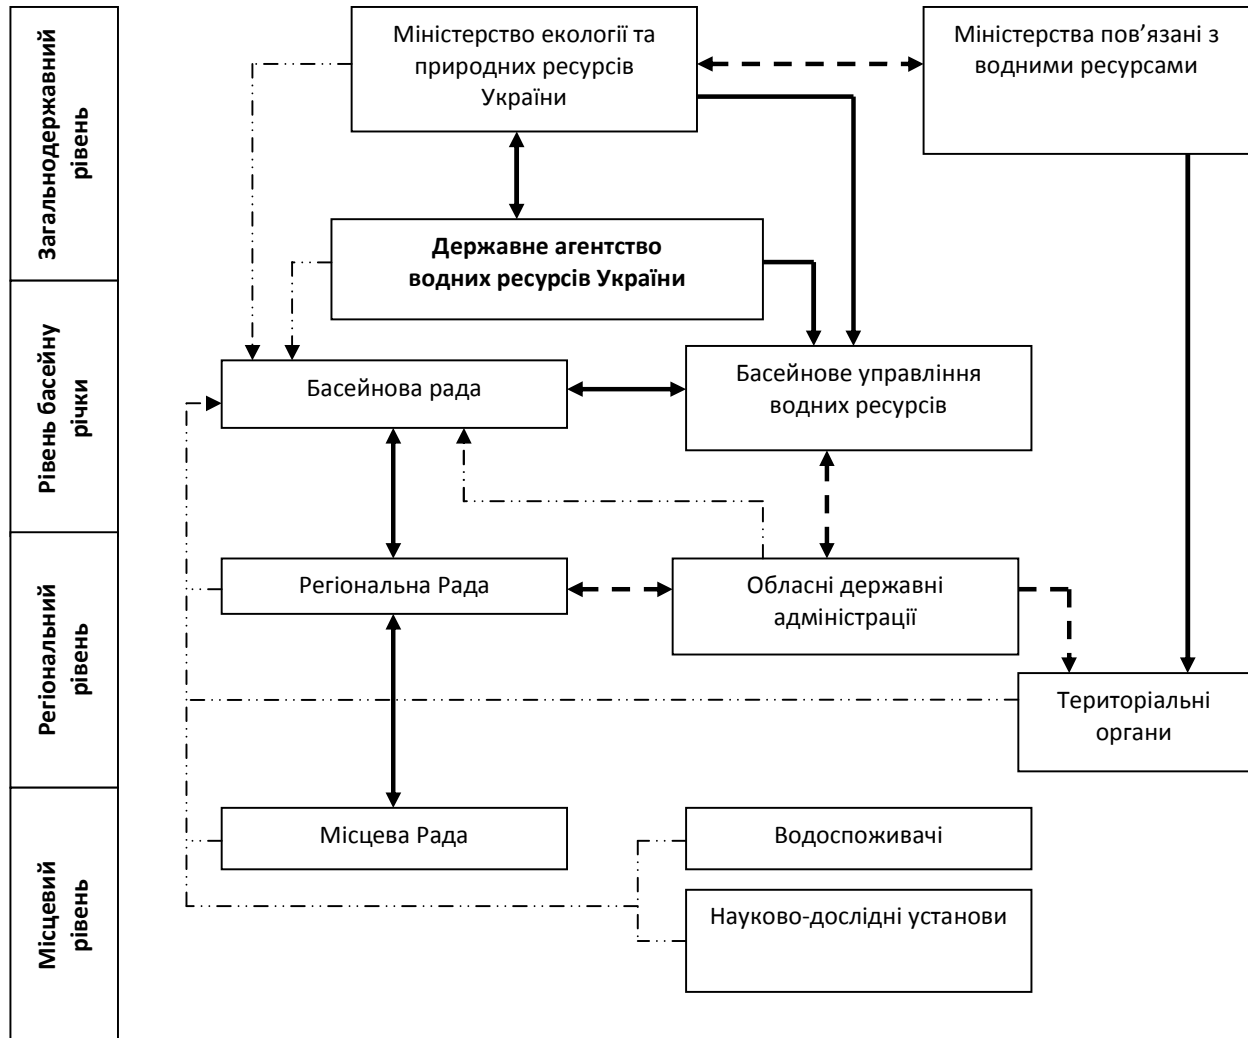 Загальнодержавний
рівень
Міністерство екології та
природних ресурсів
України
Міністерства пов’язані з
водними ресурсами
Державне агентство
водних ресурсів України
Рівень басейну
річки
Басейнова рада
Басейнове управління
водних ресурсів
Регіональний
рівень
Регіональна Рада
Обласні державні
адміністрації
Територіальні
органи
Місцевий
рівень
Місцева Рада
Водоспоживачі
Науково-дослідні установи